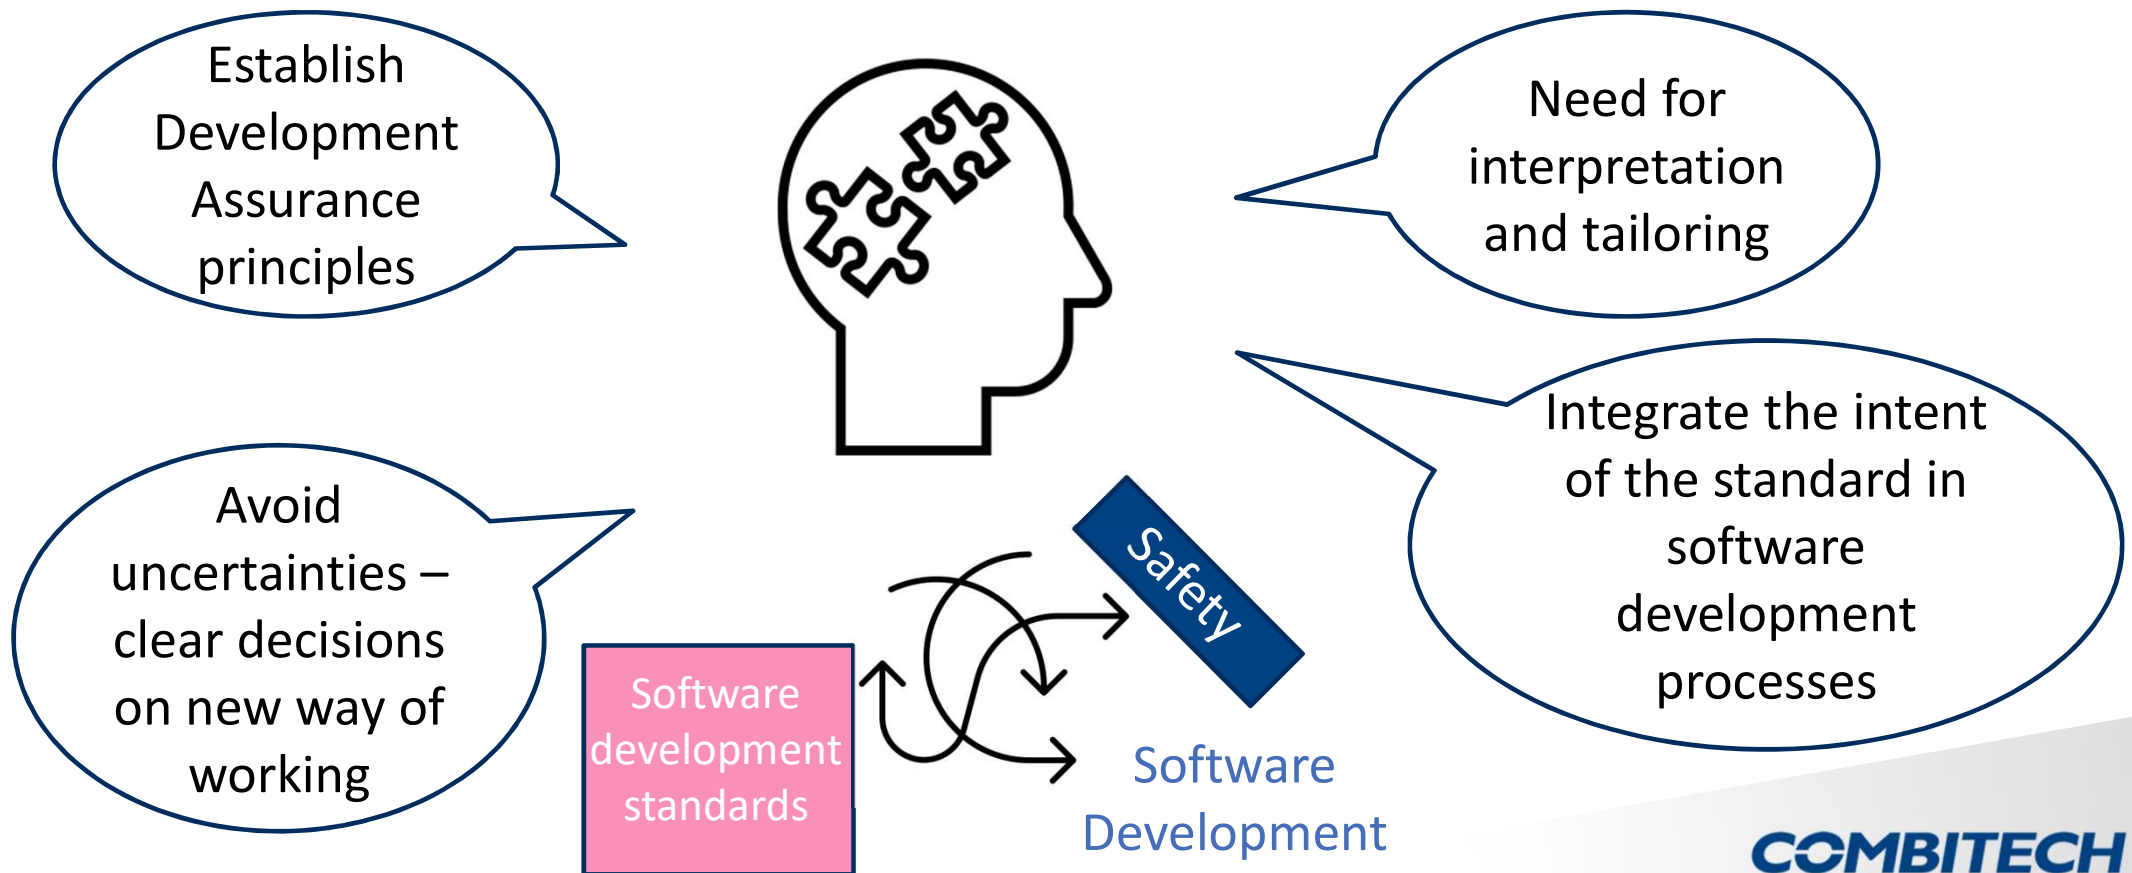 Establish
Development
Assurance
principles
Need for
interpretation
and tailoring
Avoid
uncertainties –
clear decisions
on new way of
working
Integrate the intent
of the standard in
software
development
processes
Safety
Software
development
standards
Software
Development
COMBITECH